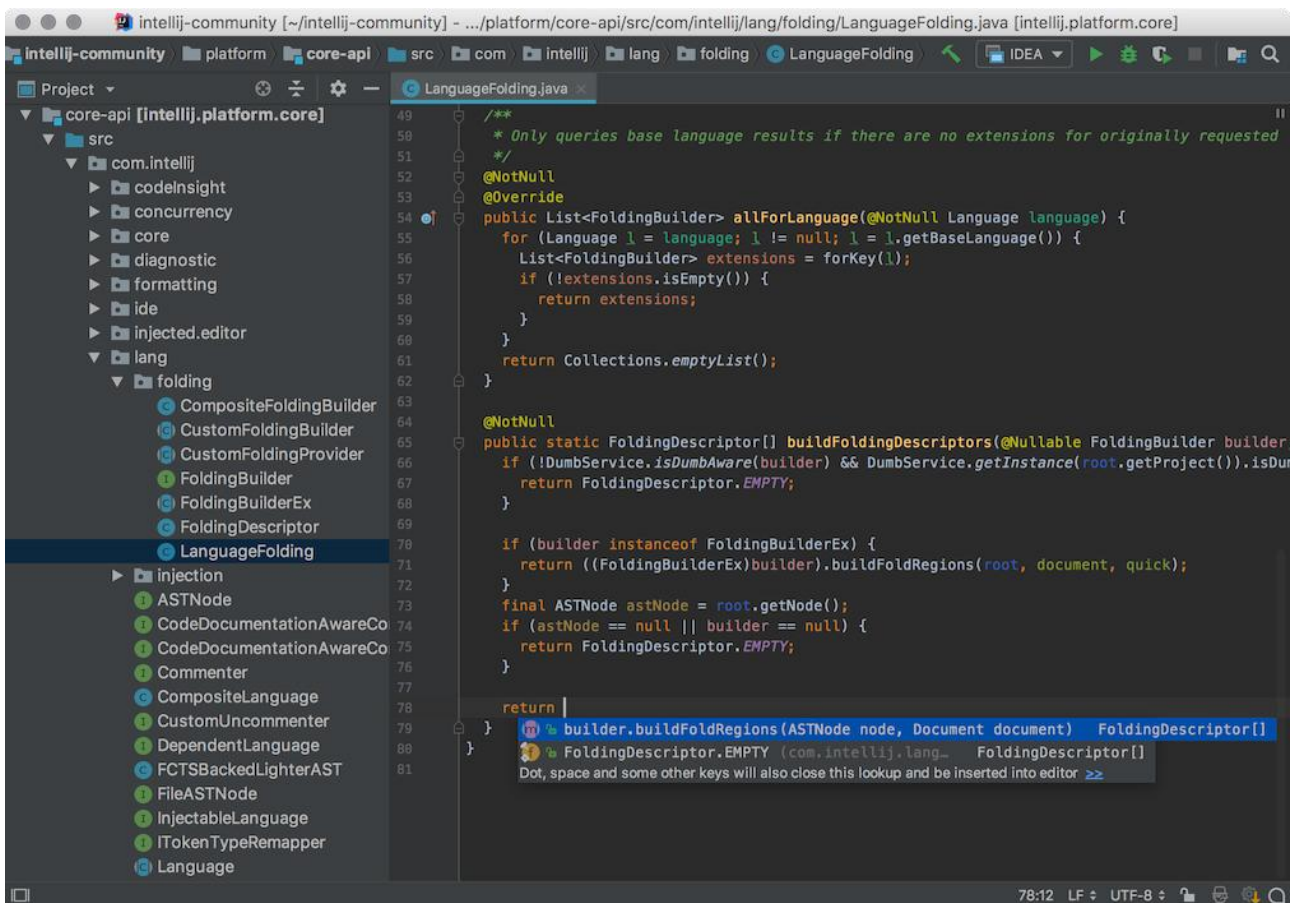 intellij-community [~/intellij-community] - .../platform/core-api/src/com/intellij/lang/folding/LanguageFolding.java [intellij.platform.core]
intellij-community platform core-api src com intellij lang folding LanguageFolding IDEA
Project
LanguageFolding.java
core-api [intellij.platform.core]
src
com.intellij
codeInsight
concurrency
core
diagnostic
formatting
ide
injected.editor
lang
folding
CompositeFoldingBuilder
CustomFoldingBuilder
CustomFoldingProvider
FoldingBuilder
FoldingBuilderEx
FoldingDescriptor
LanguageFolding
injection
ASTNode
CodeDocumentationAwareCo
CodeDocumentationAwareCo
Commenter
CompositeLanguage
CustomUncommenter
DependentLanguage
FCTSBackedLighterAST
FileASTNode
InjectableLanguage
ITokenTypeRemapper
Language
49 /**
50 * Only queries base language results if there are no extensions for originally requested
51 */
52 @NotNull
53 @Override
54 public List<FoldingBuilder> allForLanguage(@NotNull Language language) {
55 for (Language l = language; l != null; l = l.getBaseLanguage()) {
56 List<FoldingBuilder> extensions = forKey(l);
57 if (!extensions.isEmpty()) {
58 return extensions;
59 }
60 }
61 return Collections.emptyList();
62 }
63
64 @NotNull
65 public static FoldingDescriptor[] buildFoldingDescriptors(@Nullable FoldingBuilder builder
66 if (!DumbService.isDumbAware(builder) && DumbService.getInstance(root.getProject()).isDu
67 return FoldingDescriptor.EMPTY;
68 }
69
70 if (builder instanceof FoldingBuilderEx) {
71 return ((FoldingBuilderEx)builder).buildFoldRegions(root, document, quick);
72 }
73 final ASTNode astNode = root.getNode();
74 if (astNode == null || builder == null) {
75 return FoldingDescriptor.EMPTY;
76 }
77
78 return
79 }
80 }
81
builder.buildFoldRegions(ASTNode node, Document document) FoldingDescriptor[]
FoldingDescriptor.EMPTY (com.intellij.lang… FoldingDescriptor[]
Dot, space and some other keys will also close this lookup and be inserted into editor >>
78:12 LF UTF-8